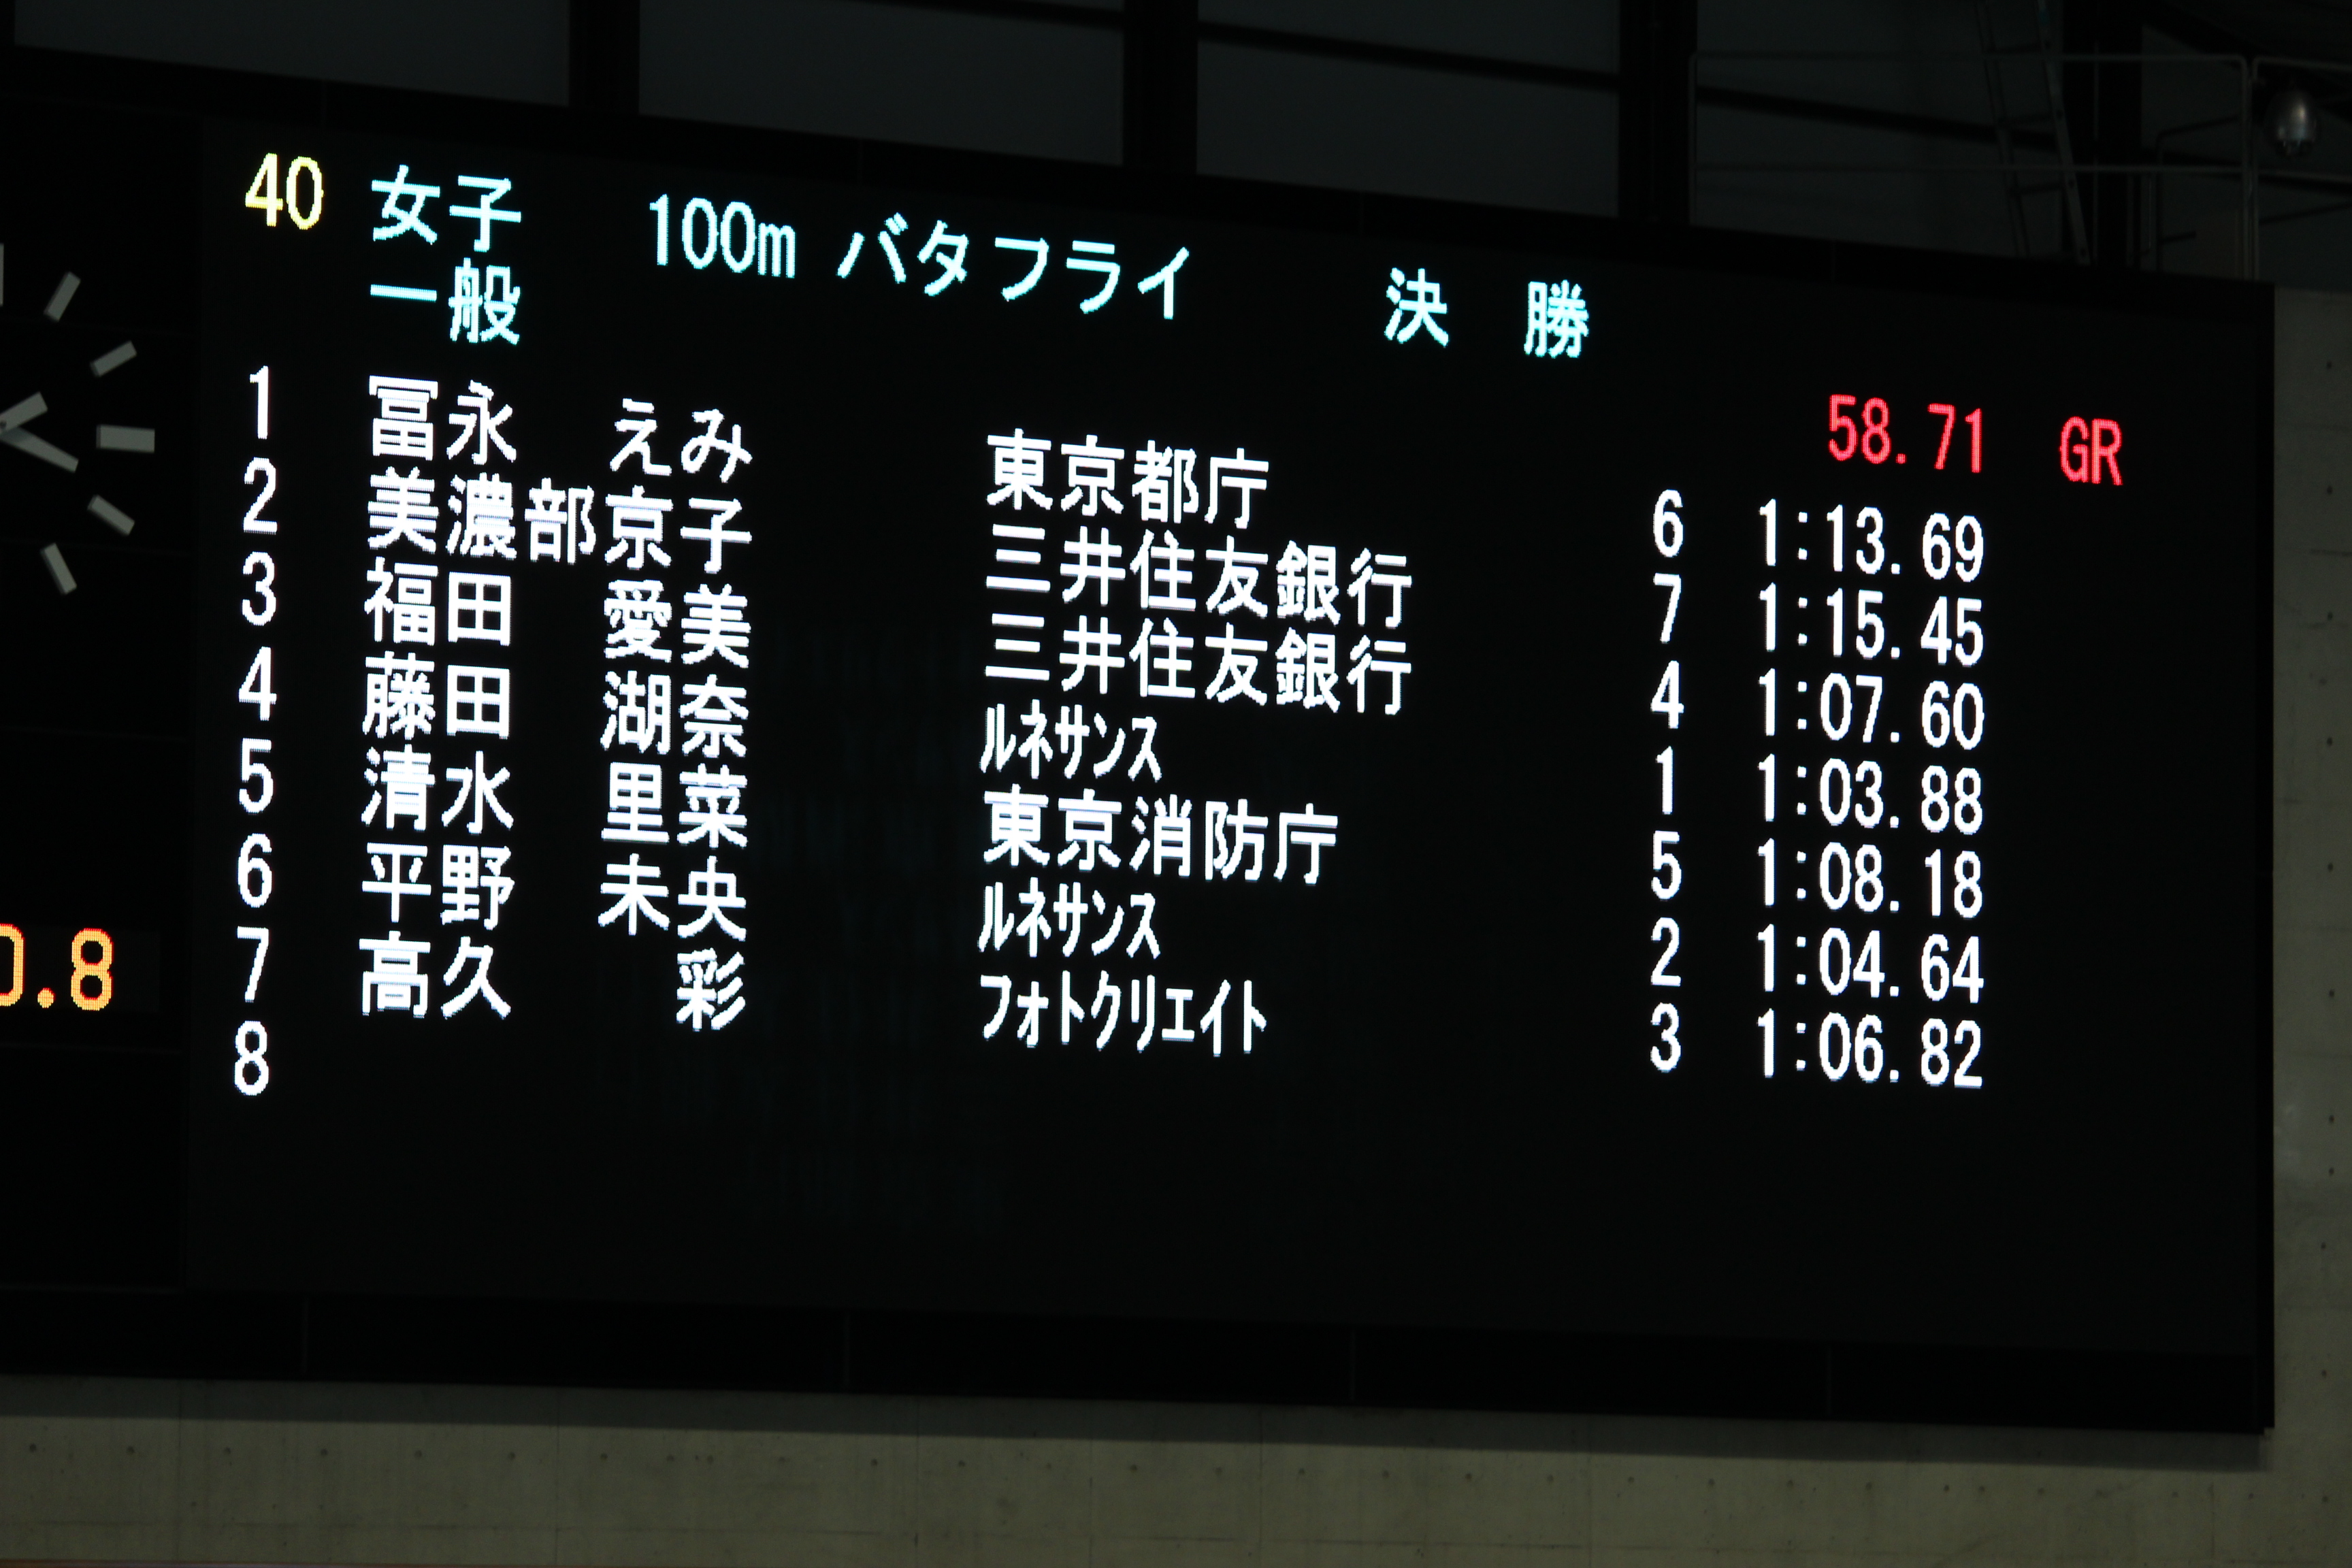 40 女子 100m バタフライ 決 勝
一般 58.71 GR
1 冨永 えみ 東京都庁 6 1:13.69
2 美濃部京子 三井住友銀行 7 1:15.45
3 福田 愛美 三井住友銀行 4 1:07.60
4 藤田 湖奈 ルネサンス 1 1:03.88
5 清水 里菜 東京消防庁 5 1:08.18
6 平野 未央 ルネサンス 2 1:04.64
7 高久 彩 フォトクリエイト 3 1:06.82
8
0.8